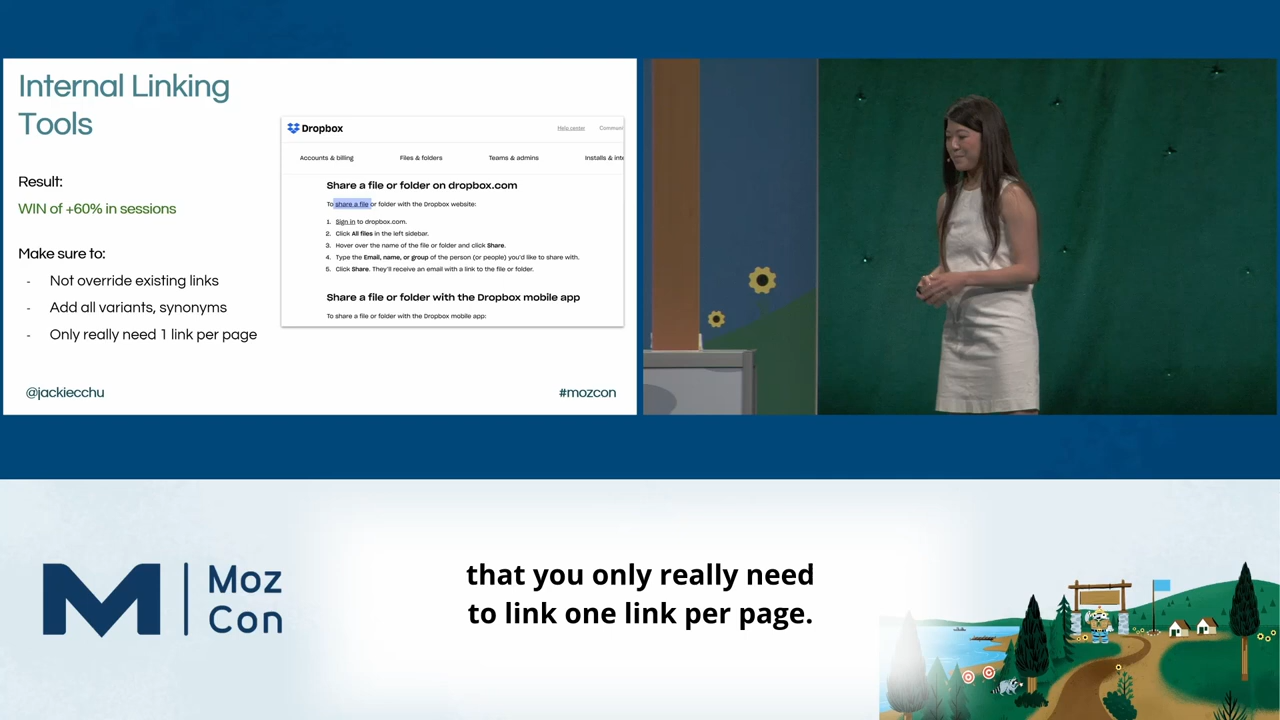 Internal Linking
Tools
Result:
WIN of +60% in sessions
Make sure to:
- Not override existing links
- Add all variants, synonyms
- Only really need 1 link per page
@jackiecchu
#mozcon
Dropbox
Help center
Communi
Accounts & billing
Files & folders
Teams & admins
Installs & inte
Share a file or folder on dropbox.com
To share a file or folder with the Dropbox website:
1. Sign in to dropbox.com.
2. Click All files in the left sidebar.
3. Hover over the name of the file or folder and click Share.
4. Type the Email, name, or group of the person (or people) you'd like to share with.
5. Click Share. They'll receive an email with a link to the file or folder.
Share a file or folder with the Dropbox mobile app
To share a file or folder with the Dropbox mobile app:
Moz
Con
that you only really need
to link one link per page.